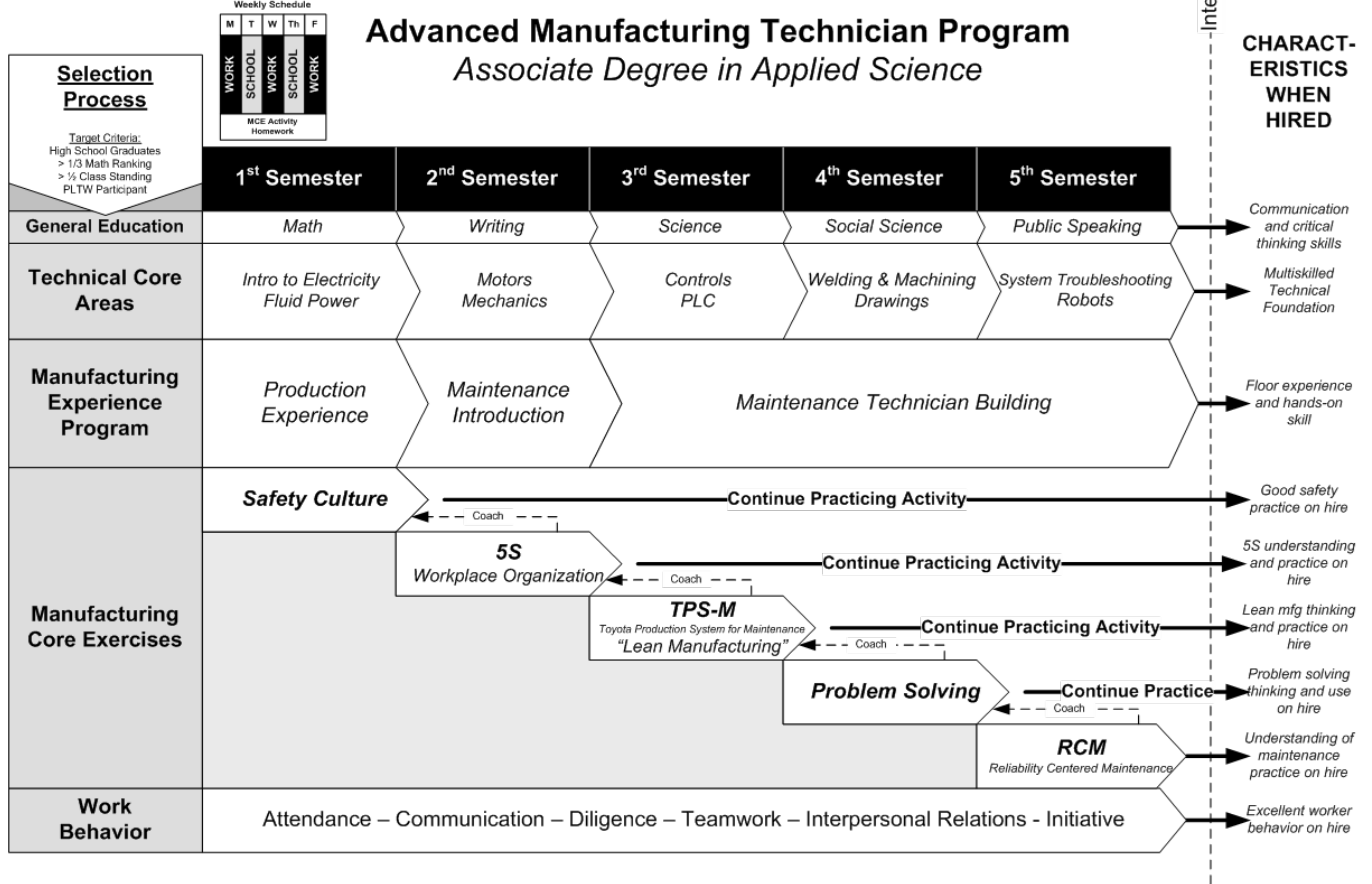 Weekly Schedule
M T W Th F
WORK SCHOOL WORK SCHOOL WORK
MCE Activity
Homework
Advanced Manufacturing Technician Program
Associate Degree in Applied Science
CHARACT-
ERISTICS
WHEN
HIRED
Selection
Process
Target Criteria:
High School Graduates
> 1/3 Math Ranking
> ½ Class Standing
PLTW Participant
1st Semester 2nd Semester 3rd Semester 4th Semester 5th Semester
General Education Math Writing Science Social Science Public Speaking
Communication
and critical
thinking skills
Technical Core
Areas
Intro to Electricity
Fluid Power
Motors
Mechanics
Controls
PLC
Welding & Machining
Drawings
System Troubleshooting
Robots
Multiskilled
Technical
Foundation
Manufacturing
Experience
Program
Production
Experience
Maintenance
Introduction
Maintenance Technician Building
Floor experience
and hands-on
skill
Manufacturing
Core Exercises
Safety Culture
Continue Practicing Activity
Good safety
practice on hire
Coach
5S
Workplace Organization
Continue Practicing Activity
5S understanding
and practice on
hire
Coach
TPS-M
Toyota Production System for Maintenance
“Lean Manufacturing”
Continue Practicing Activity
Lean mfg thinking
and practice on
hire
Coach
Problem Solving
Continue Practice
Problem solving
thinking and use
on hire
Coach
RCM
Reliability Centered Maintenance
Understanding of
maintenance
practice on hire
Work
Behavior
Attendance – Communication – Diligence – Teamwork – Interpersonal Relations - Initiative
Excellent worker
behavior on hire